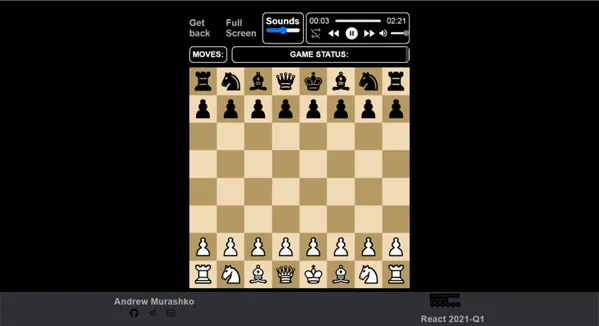 Get back
Full Screen
Sounds
00:03
02:21
MOVES:
GAME STATUS:
Andrew Murashko
React 2021-Q1